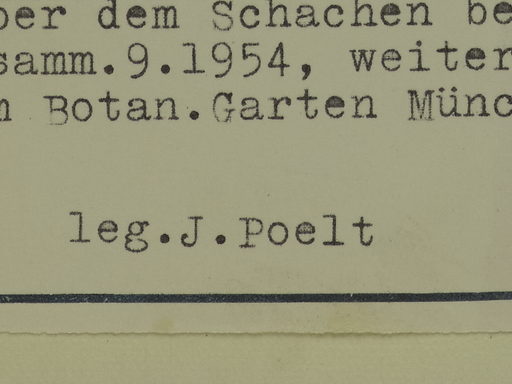 ber dem Schachen be
samm.9.1954, weiter
n Botan.Garten Münc
leg.J.Poelt